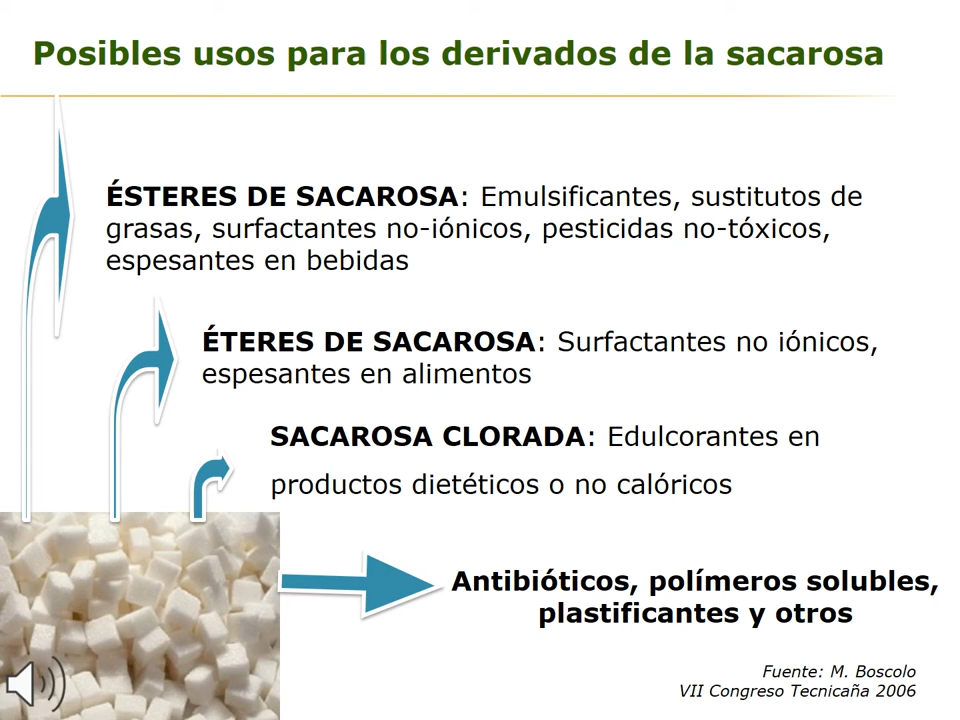 Posibles usos para los derivados de la sacarosa
ÉSTERES DE SACAROSA: Emulsificantes, sustitutos de
grasas, surfactantes no-iónicos, pesticidas no-tóxicos,
espesantes en bebidas
ÉTERES DE SACAROSA: Surfactantes no iónicos,
espesantes en alimentos
SACAROSA CLORADA: Edulcorantes en
productos dietéticos o no calóricos
Antibióticos, polímeros solubles,
plastificantes y otros
Fuente: M. Boscolo
VII Congreso Tecnicaña 2006